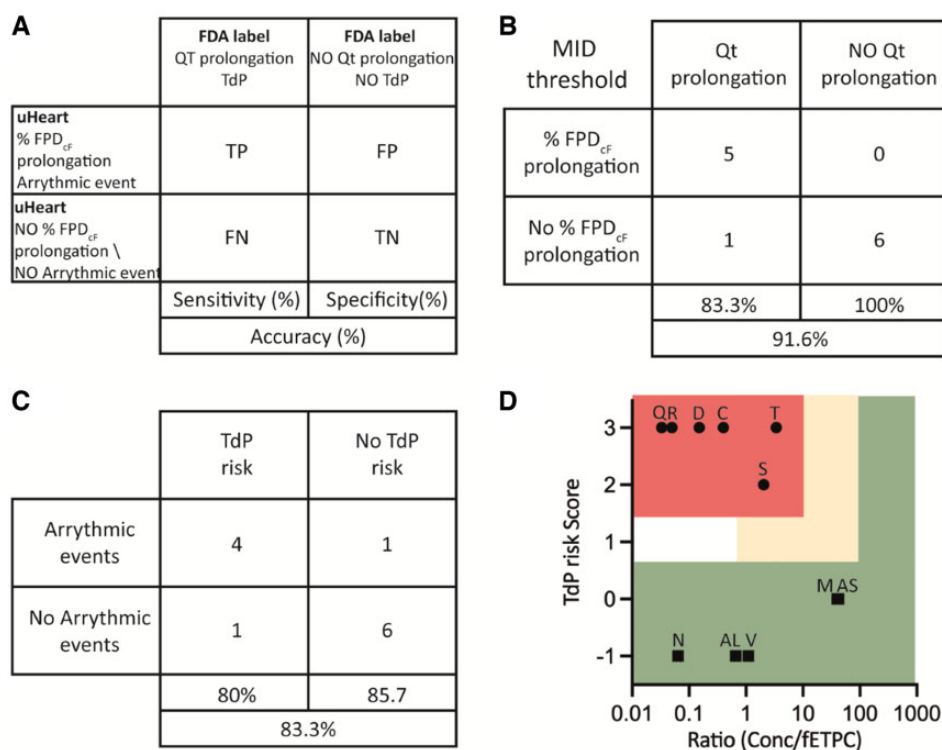 A
FDA label
QT prolongation
TdP
FDA label
NO Qt prolongation
NO TdP
uHeart
% FPDcF
prolongation
Arrythmic event
TP
FP
uHeart
NO % FPDcF
prolongation \
NO Arrythmic event
FN
TN
Sensitivity (%)
Specificity(%)
Accuracy (%)
B
MID
threshold
Qt
prolongation
NO Qt
prolongation
% FPDcF
prolongation
5
0
No % FPDcF
prolongation
1
6
83.3%
100%
91.6%
C
TdP
risk
No TdP
risk
Arrythmic
events
4
1
No Arrythmic
events
1
6
80%
85.7
83.3%
D
TdP risk Score
3
2
1
0
-1
Q R D C T
S
M AS
N AL V
0.01 0.1 1 10 100 1000
Ratio (Conc/fETPC)